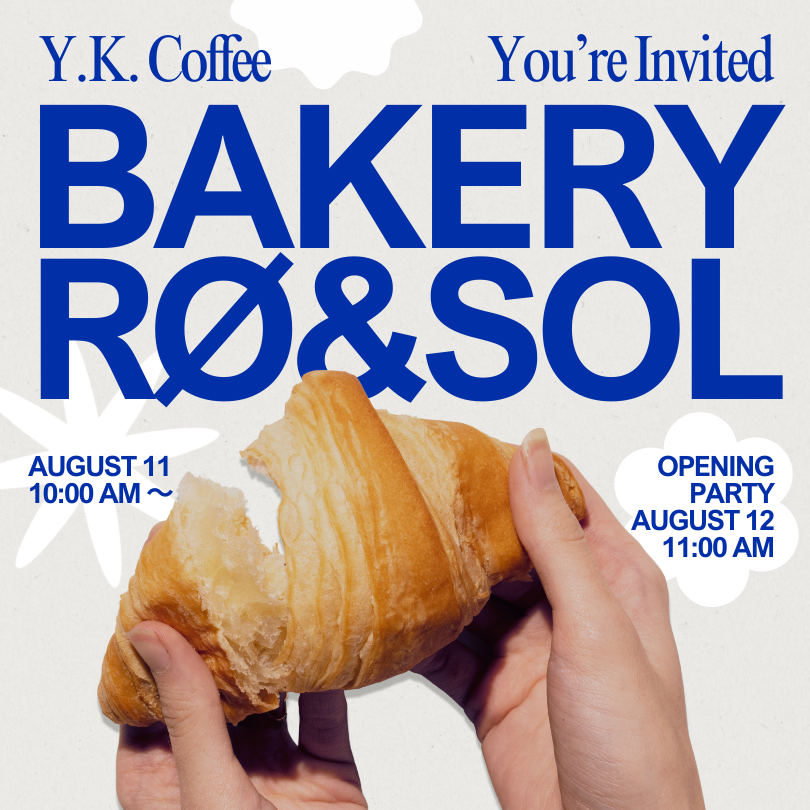 Y.K. Coffee
You’re Invited
BAKERY
RØ&SOL
AUGUST 11
10:00 AM ～
OPENING
PARTY
AUGUST 12
11:00 AM